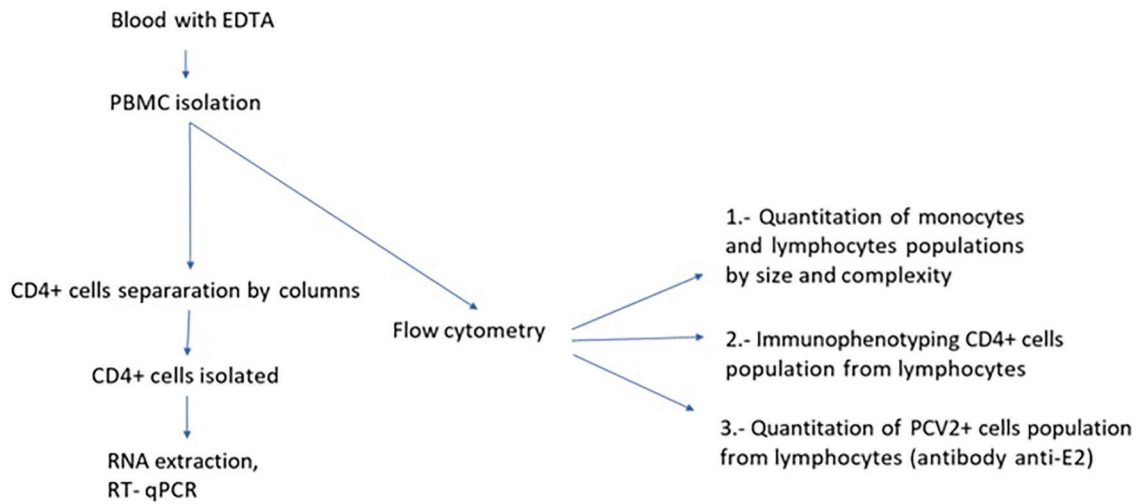 Blood with EDTA
PBMC isolation
CD4+ cells separaration by columns
CD4+ cells isolated
RNA extraction,
RT- qPCR
Flow cytometry
1.- Quantitation of monocytes
and lymphocytes populations
by size and complexity
2.- Immunophenotyping CD4+ cells
population from lymphocytes
3.- Quantitation of PCV2+ cells population
from lymphocytes (antibody anti-E2)